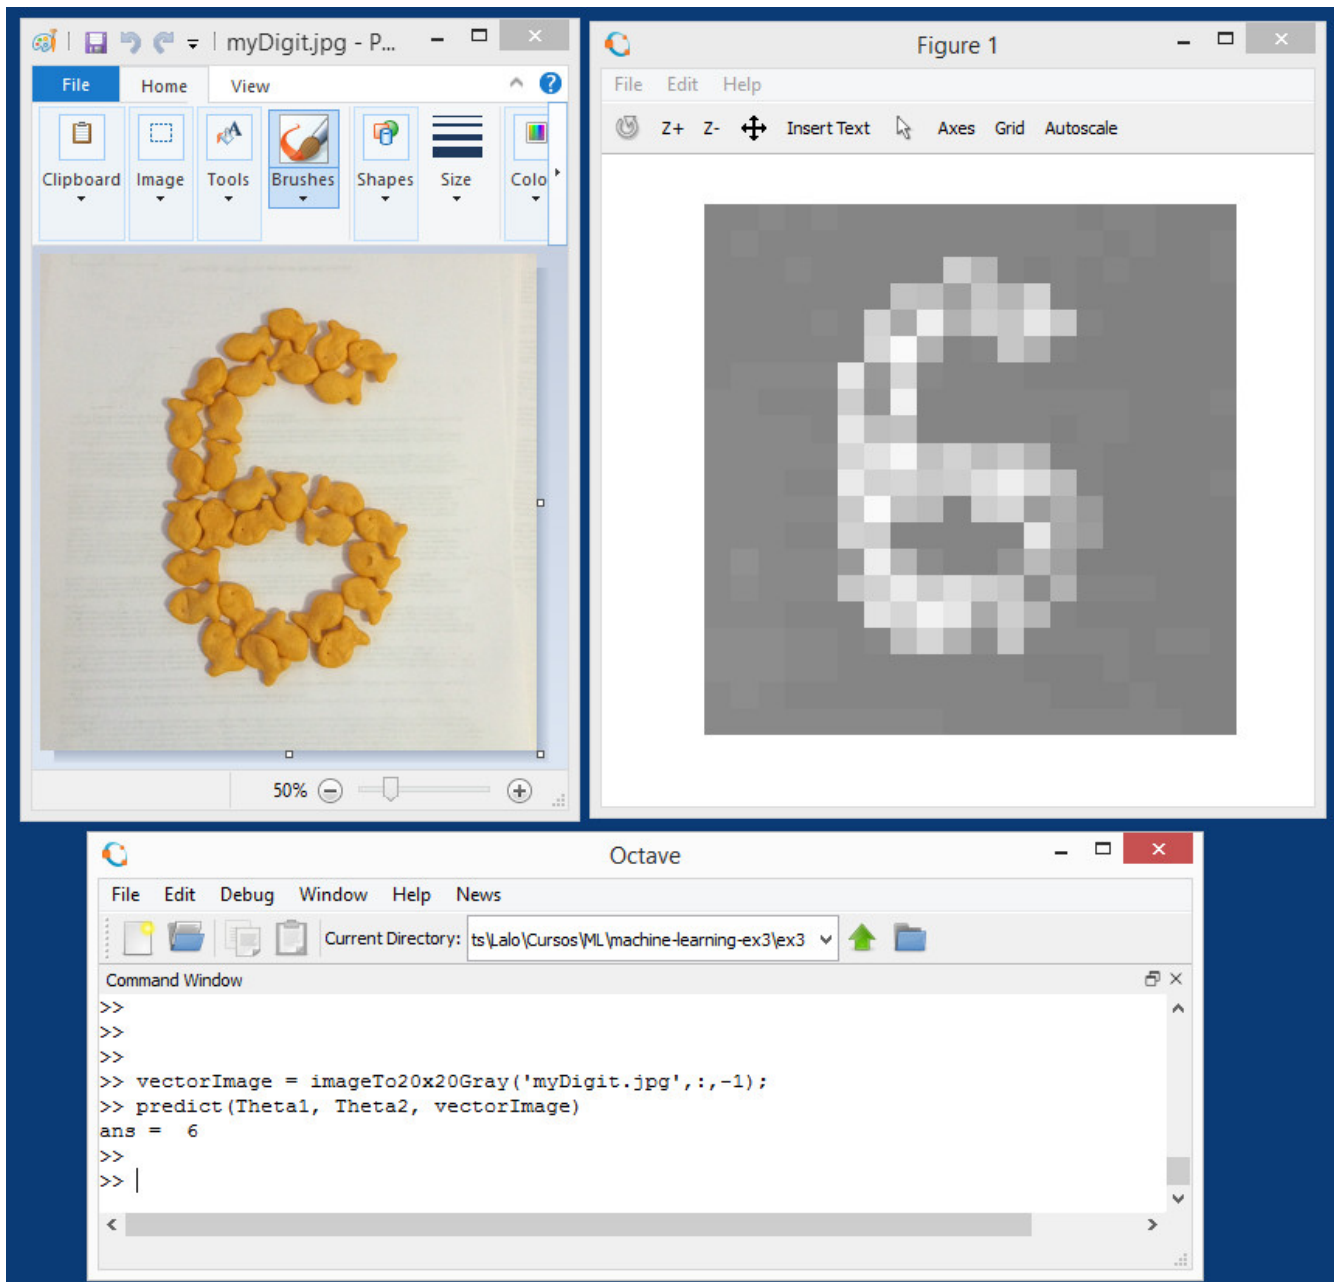 myDigit.jpg - P...
File Home View
Clipboard Image Tools Brushes Shapes Size Colo
50%
Figure 1
File Edit Help
Z+ Z- Insert Text Axes Grid Autoscale
Octave
File Edit Debug Window Help News
Current Directory: ts\Lalo\Cursos\ML\machine-learning-ex3\ex3
Command Window
>>
>>
>>
>> vectorImage = imageTo20x20Gray('myDigit.jpg',:,-1);
>> predict(Theta1, Theta2, vectorImage)
ans =  6
>>
>>